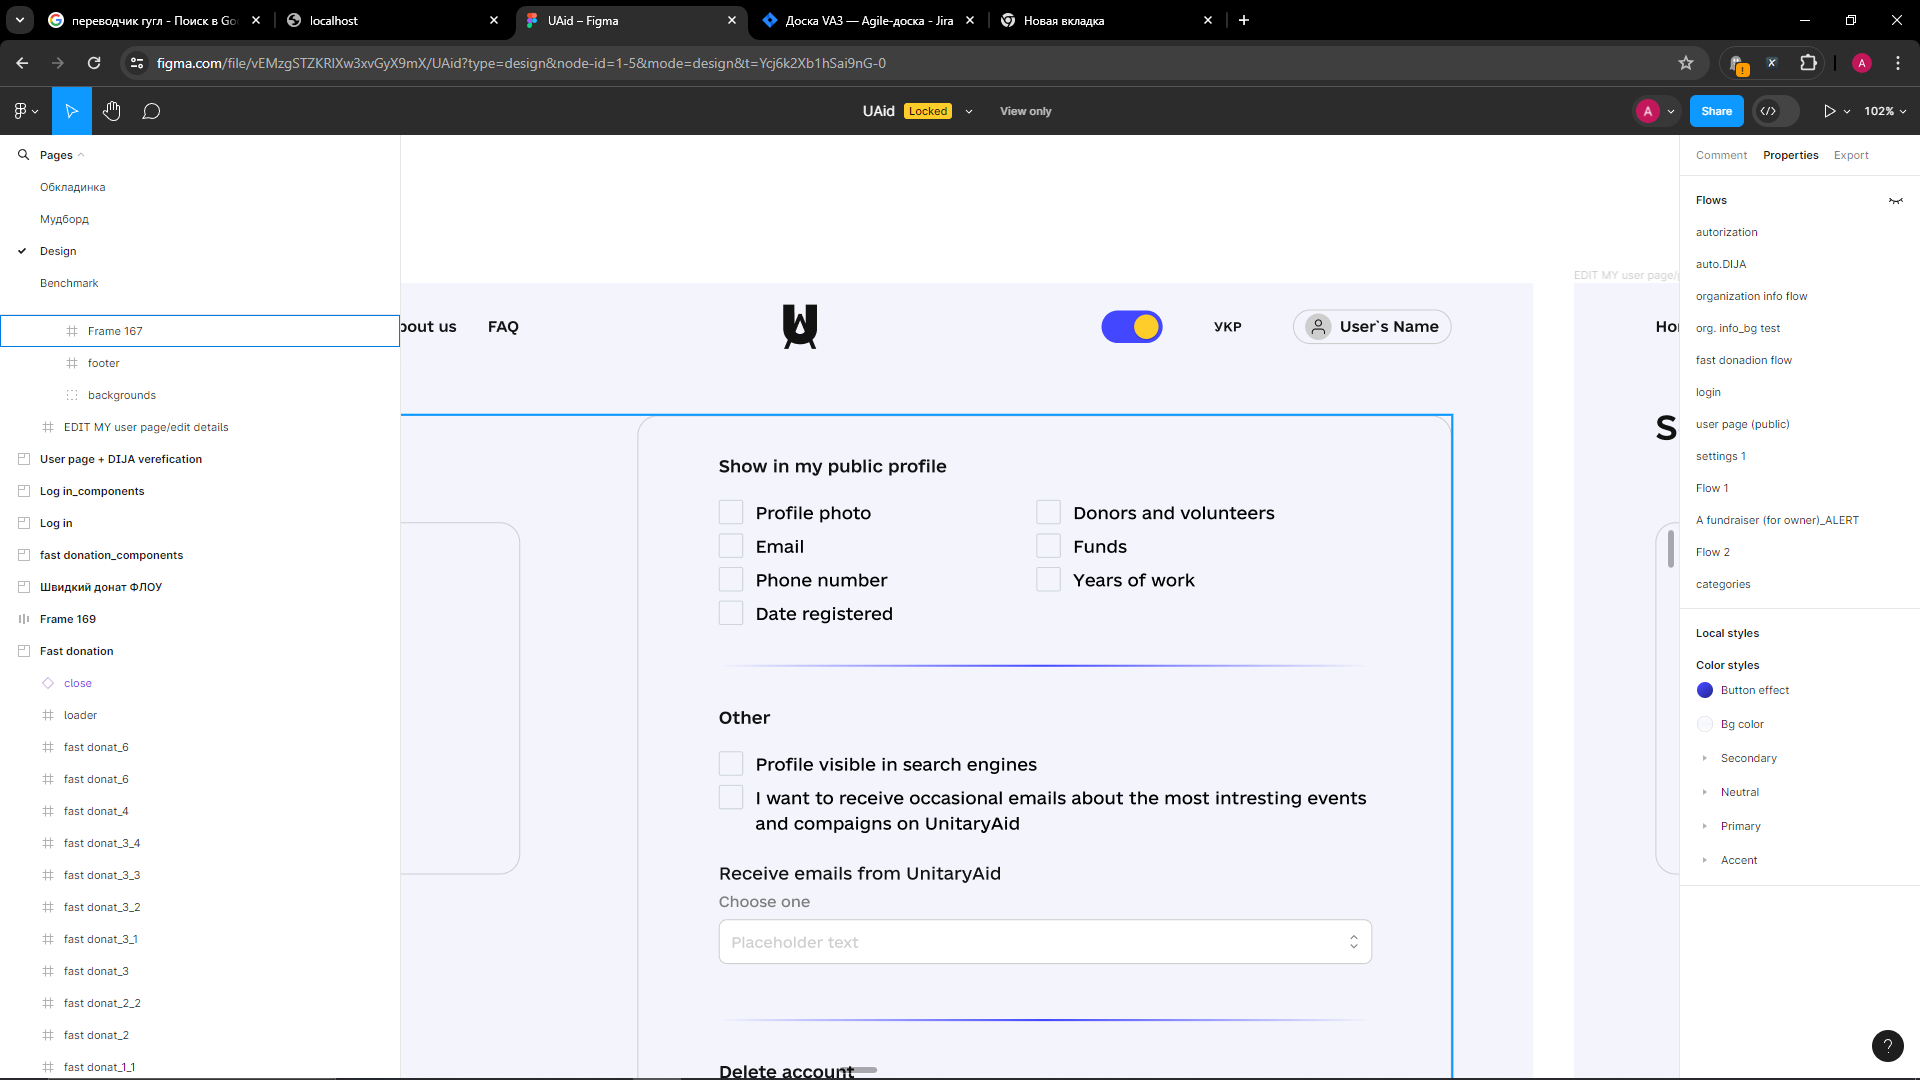 переводчик гугл - Поиск в Go
localhost
UAid – Figma
Доска VA3 — Agile-доска - Jira
Новая вкладка
figma.com/file/vEMzgSTZKRlXw3xvGyX9mX/UAid?type=design&node-id=1-5&mode=design&t=Ycj6k2Xb1hSai9nG-0
A
UAid
Locked
View only
A
Share
102%
Pages
Обкладинка
Мудборд
Design
Benchmark
Frame 167
footer
backgrounds
EDIT MY user page/edit details
User page + DIJA verefication
Log in_components
Log in
fast donation_components
Швидкий донат ФЛОУ
Frame 169
Fast donation
close
loader
fast donat_6
fast donat_6
fast donat_4
fast donat_3_4
fast donat_3_3
fast donat_3_2
fast donat_3_1
fast donat_3
fast donat_2_2
fast donat_2
fast donat_1_1
EDIT MY user page/
bout us
FAQ
УКР
User`s Name
Ho
S
Show in my public profile
Profile photo
Donors and volunteers
Email
Funds
Phone number
Years of work
Date registered
Other
Profile visible in search engines
I want to receive occasional emails about the most intresting events
and compaigns on UnitaryAid
Receive emails from UnitaryAid
Choose one
Placeholder text
Delete account
Comment
Properties
Export
Flows
autorization
auto.DIJA
organization info flow
org. info_bg test
fast donadion flow
login
user page (public)
settings 1
Flow 1
A fundraiser (for owner)_ALERT
Flow 2
categories
Local styles
Color styles
Button effect
Bg color
Secondary
Neutral
Primary
Accent
?